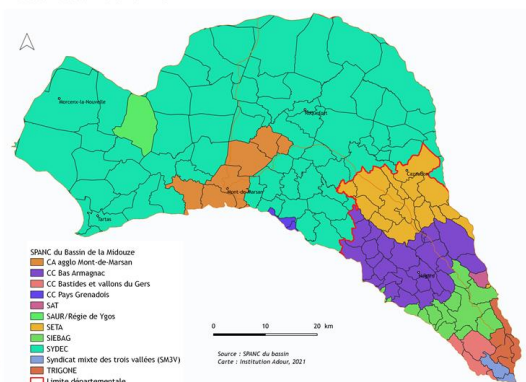 Morcenx-la-Nouvelle
Roquefort
Cazaubon
Mont-de-Marsan
Tartas
Nogaro
SPANC du Bassin de la Midouze
CA agglo Mont-de-Marsan
CC Bas Armagnac
CC Bastides et vallons du Gers
CC Pays Grenadois
SAT
SAUR/Régie de Ygos
SETA
SIEBAG
SYDEC
Syndicat mixte des trois vallées (SM3V)
TRIGONE
Limite départementale
0 10 20 km
Source : SPANC du bassin
Carte : Institution Adour, 2021